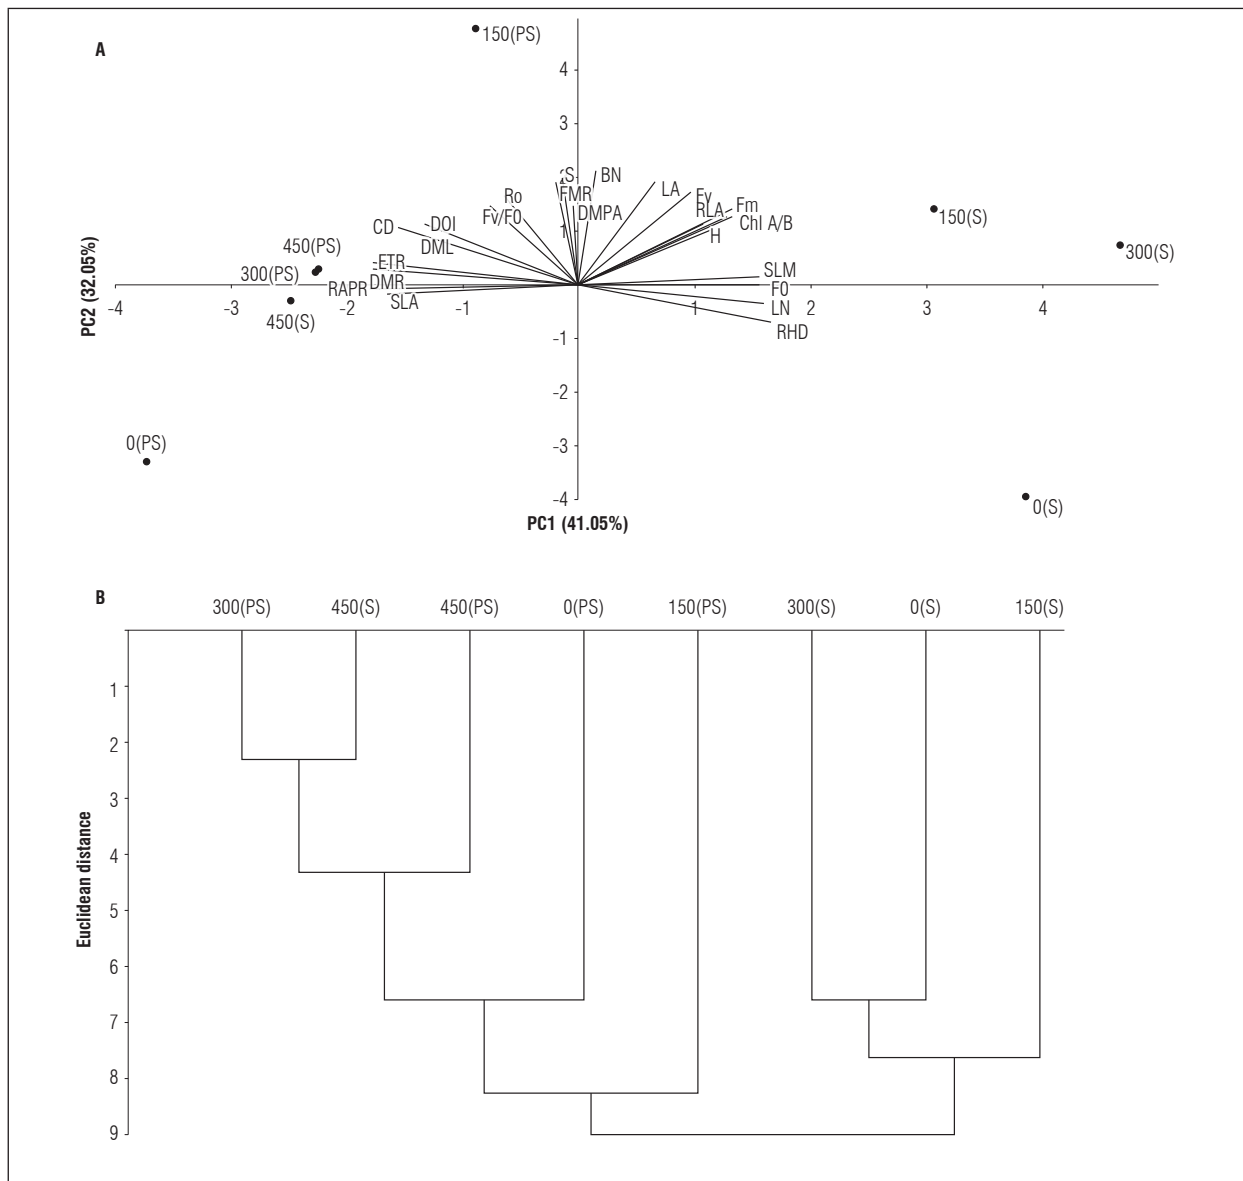 A
150(PS)
4
3
S
BN
FMR
DMPA
1
LA
Fv
RLA
Fm
Chl A/B
H
150(S)
300(S)
Ro
Fv/F0
CD
DOI
DML
450(PS)
ETR
300(PS)
DMR
RAPR
SLA
450(S)
SLM
F0
LN
RHD
-4
-3
-2
-1
1
2
3
4
PC2 (32.05%)
-1
-2
-3
-4
0(PS)
0(S)
PC1 (41.05%)
B
300(PS) 450(S) 450(PS) 0(PS) 150(PS) 300(S) 0(S) 150(S)
1
2
3
4
5
6
7
8
9
Euclidean distance